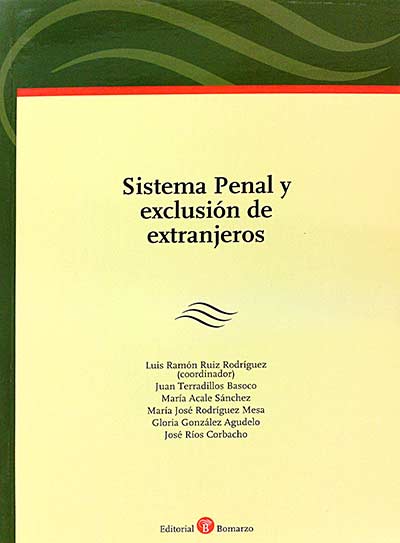 Sistema Penal y
exclusión de
extranjeros
Luis Ramón Ruiz Rodríguez
(coordinador)
Juan Terradillos Basoco
María Acale Sánchez
María José Rodríguez Mesa
Gloria González Agudelo
José Ríos Corbacho
Editorial B Bomarzo